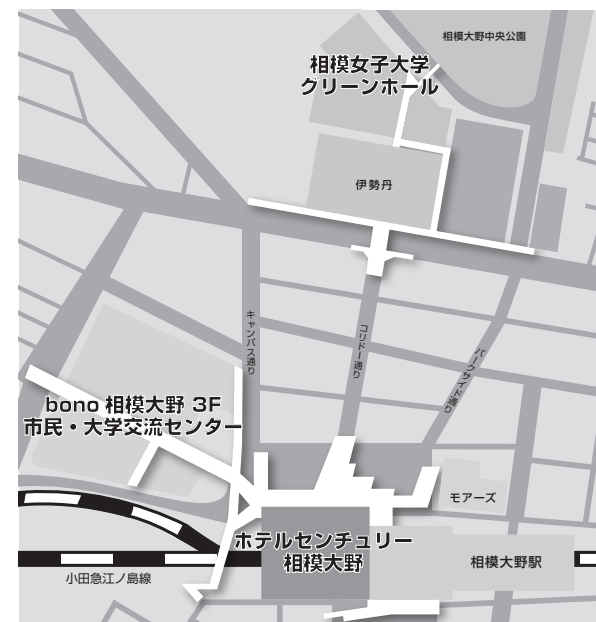 相模大野中央公園
相模女子大学
グリーンホール
伊勢丹
キャンパス通り
コリドー通り
パークサイド通り
bono 相模大野 3F
市民・大学交流センター
モアーズ
ホテルセンチュリー
相模大野
相模大野駅
小田急江ノ島線